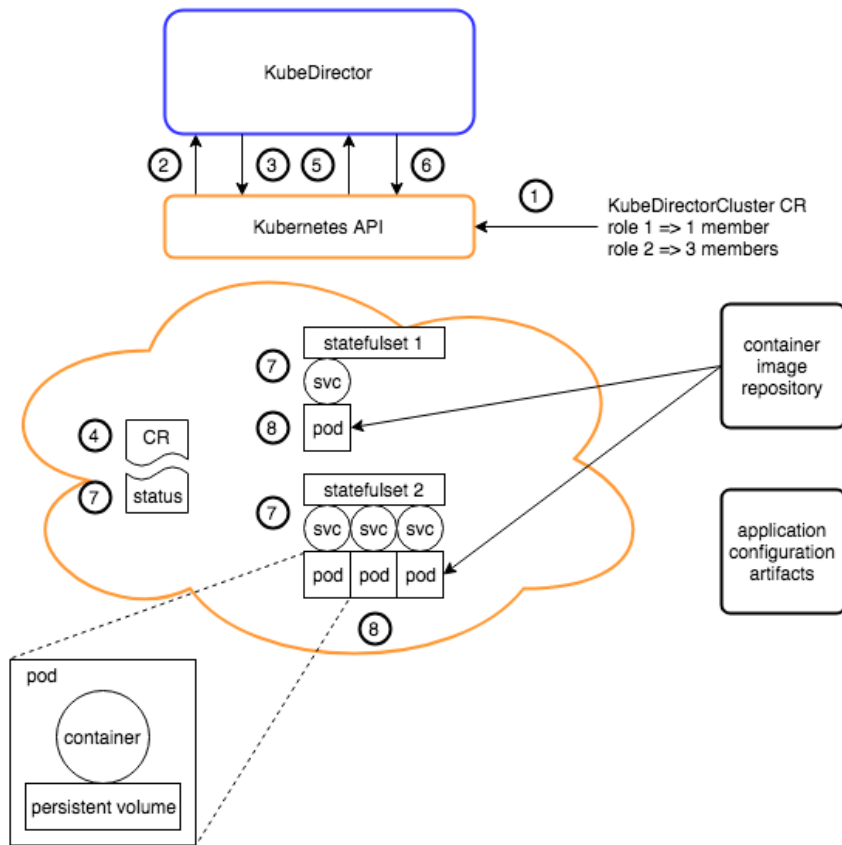 KubeDirector
2
3
5
6
1
Kubernetes API
KubeDirectorCluster CR
role 1 => 1 member
role 2 => 3 members
statefulset 1
7
svc
8
pod
container
image
repository
4
CR
7
status
statefulset 2
7
svc svc svc
pod pod pod
8
application
configuration
artifacts
pod
container
persistent volume